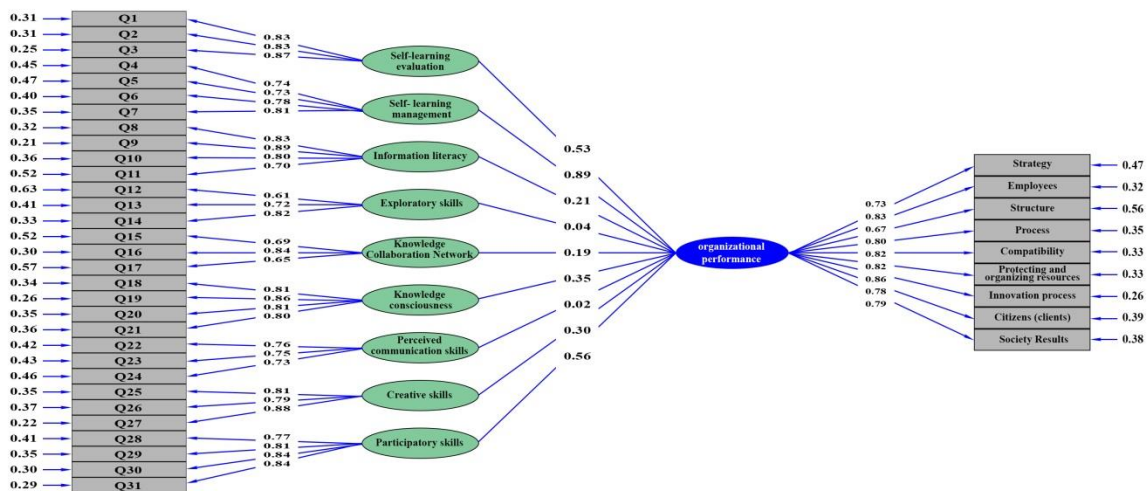 0.31
Q1
0.31
Q2
0.25
Q3
0.45
Q4
0.47
Q5
0.40
Q6
0.35
Q7
0.32
Q8
0.21
Q9
0.36
Q10
0.52
Q11
0.63
Q12
0.41
Q13
0.33
Q14
0.52
Q15
0.30
Q16
0.57
Q17
0.34
Q18
0.26
Q19
0.35
Q20
0.36
Q21
0.42
Q22
0.43
Q23
0.46
Q24
0.35
Q25
0.37
Q26
0.22
Q27
0.41
Q28
0.35
Q29
0.30
Q30
0.29
Q31
0.83
0.83
0.87
0.74
0.73
0.78
0.81
0.83
0.89
0.80
0.70
0.61
0.72
0.82
0.69
0.84
0.65
0.81
0.86
0.81
0.80
0.76
0.75
0.73
0.81
0.79
0.88
0.77
0.81
0.84
0.84
Self-learning
evaluation
Self- learning
management
Information literacy
Exploratory skills
Knowledge
Collaboration Network
Knowledge
consciousness
Perceived
communication skills
Creative skills
Participatory skills
0.53
0.89
0.21
0.04
0.19
0.35
0.02
0.30
0.56
organizational
performance
0.73
0.83
0.67
0.80
0.82
0.82
0.86
0.78
0.79
Strategy
0.47
Employees
0.32
Structure
0.56
Process
0.35
Compatibility
0.33
Protecting and
organizing resources
0.33
Innovation process
0.26
Citizens (clients)
0.39
Society Results
0.38